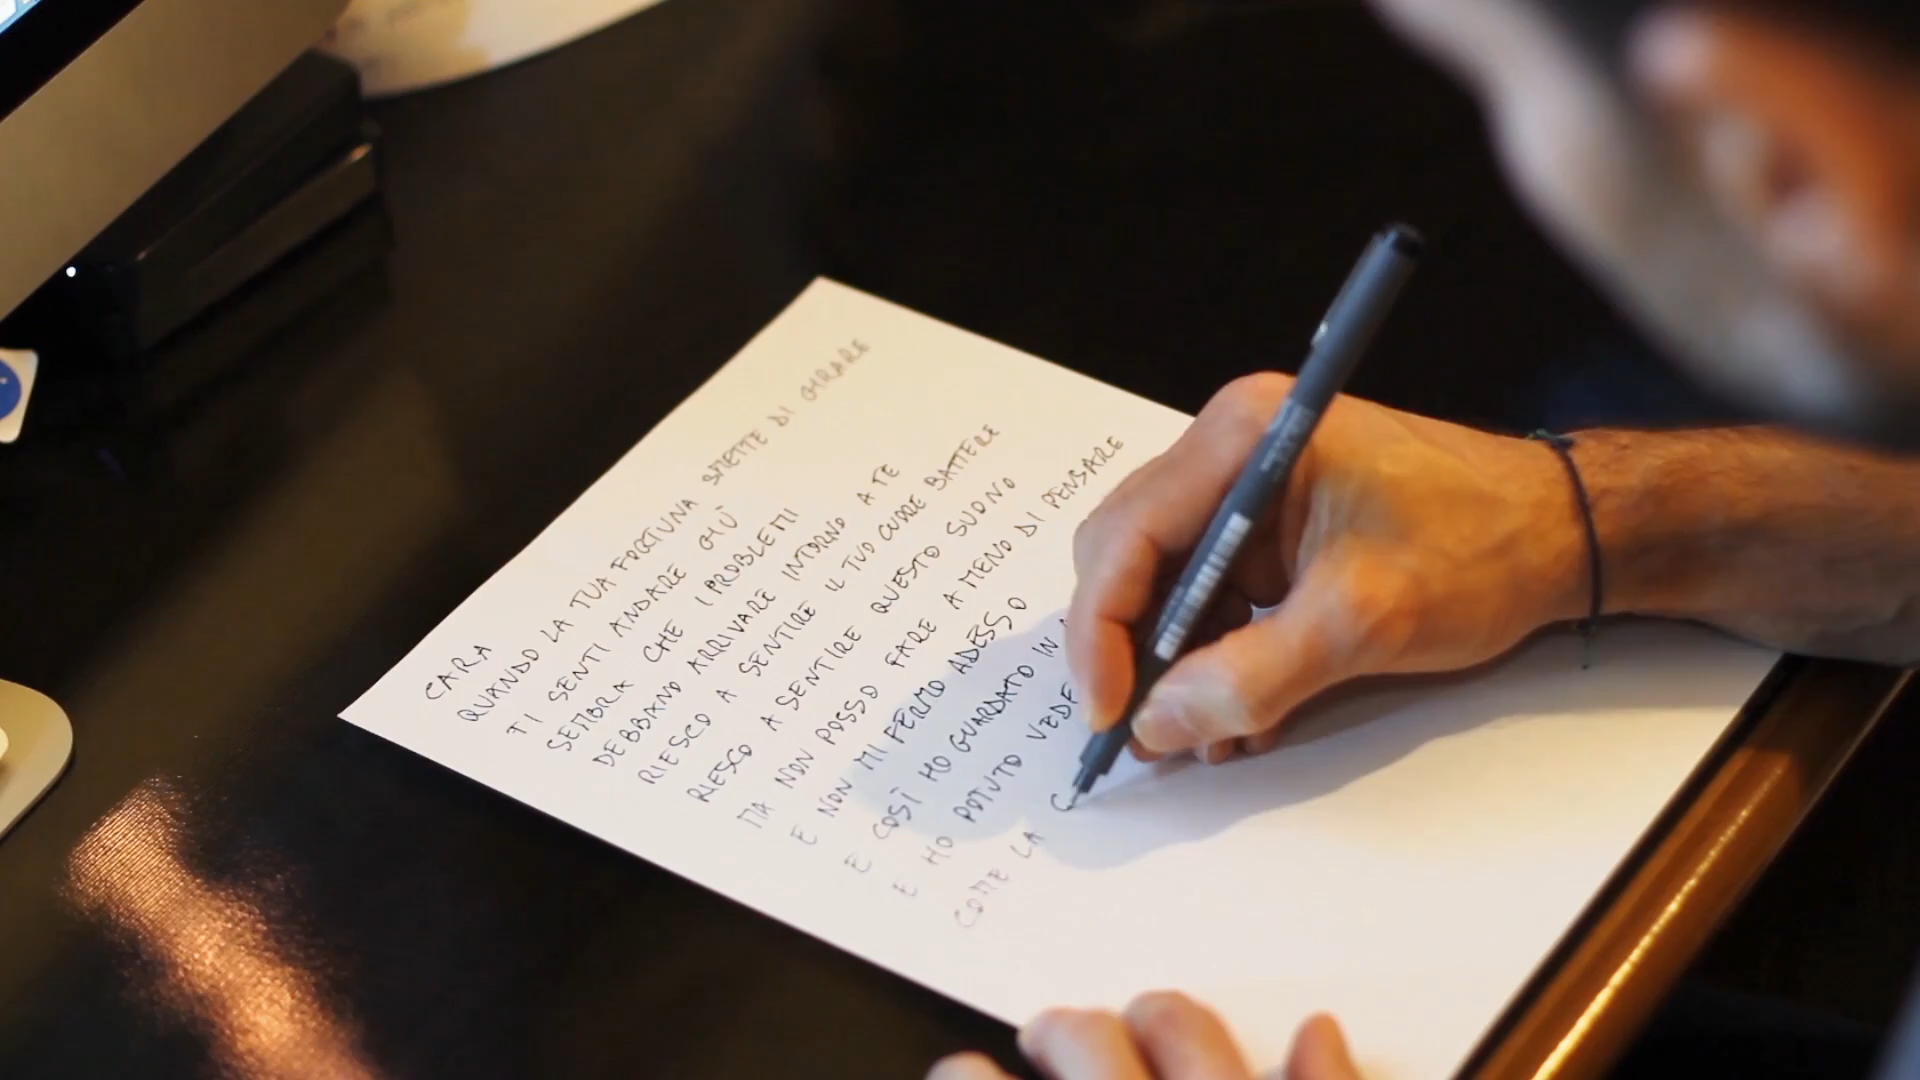 CARA
QUANDO LA TUA FORTUNA SMETTE DI GIRARE
TI SENTI ANDARE GIÙ
SEMBRA CHE I PROBLEMI
DEBBIANO ARRIVARE INTORNO A TE
RIESCO A SENTIRE IL TUO CUORE BATTERE
RIESCO A SENTIRE QUESTO SUONO
MA NON POSSO FARE A MENO DI PENSARE
E NON MI FERMO ADESSO
E COSÌ HO GUARDATO IN
E HO POTUTO VEDE
COME LA C